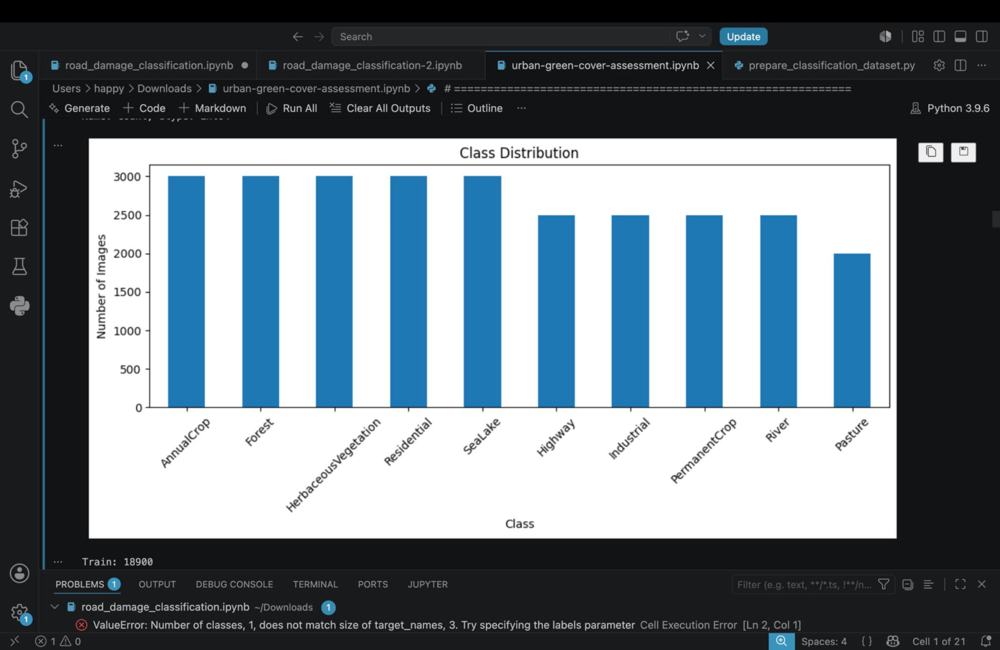 Search
Update
1
road_damage_classification.ipynb
road_damage_classification-2.ipynb
urban-green-cover-assessment.ipynb
prepare_classification_dataset.py
Users > happy > Downloads > urban-green-cover-assessment.ipynb > # ============================================================
Generate
Code
Markdown
Run All
Clear All Outputs
Outline
Python 3.9.6
Class Distribution
Number of Images
3000
2500
2000
1500
1000
500
0
AnnualCrop
Forest
HerbaceousVegetation
Residential
SeaLake
Highway
Industrial
PermanentCrop
River
Pasture
Class
Train: 18900
PROBLEMS 1
OUTPUT
DEBUG CONSOLE
TERMINAL
PORTS
JUPYTER
Filter (e.g. text, **/*.ts, !**/n...
road_damage_classification.ipynb ~/Downloads 1
ValueError: Number of classes, 1, does not match size of target_names, 3. Try specifying the labels parameter Cell Execution Error [Ln 2, Col 1]
1
1 0
Spaces: 4
{ }
Cell 1 of 21